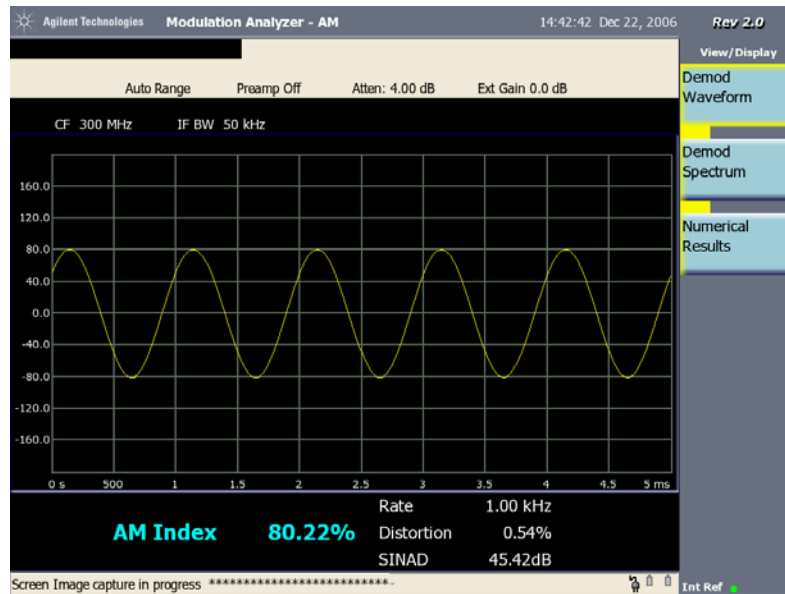 Agilent Technologies Modulation Analyzer - AM 14:42:42 Dec 22, 2006 Rev 2.0
View/Display
Auto Range Preamp Off Atten: 4.00 dB Ext Gain 0.0 dB
Demod
Waveform
CF 300 MHz IF BW 50 kHz
Demod
Spectrum
Numerical
Results
160.0
120.0
80.0
40.0
0.0
-40.0
-80.0
-120.0
-160.0
0 s 500 1 1.5 2.5 3 3.5 4 4.5 5 ms
Rate 1.00 kHz
AM Index 80.22% Distortion 0.54%
SINAD 45.42dB
Screen Image capture in progress **************************.
Int Ref